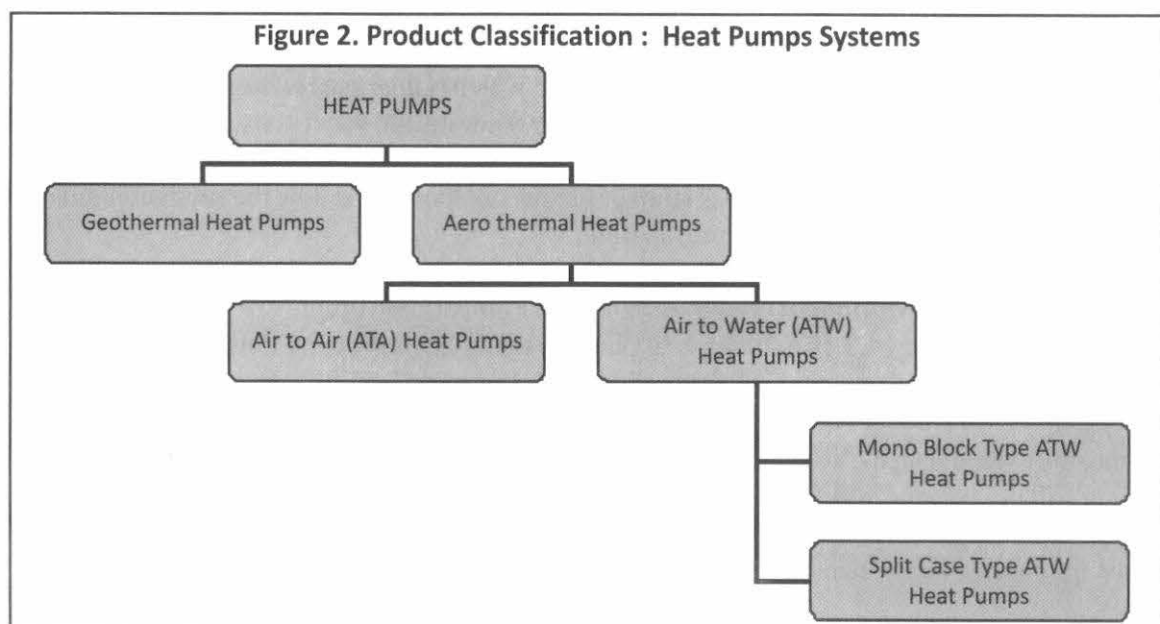 Figure 2. Product Classification : Heat Pumps Systems
HEAT PUMPS
Geothermal Heat Pumps
Aero thermal Heat Pumps
Air to Air (ATA) Heat Pumps
Air to Water (ATW)
Heat Pumps
Mono Block Type ATW
Heat Pumps
Split Case Type ATW
Heat Pumps